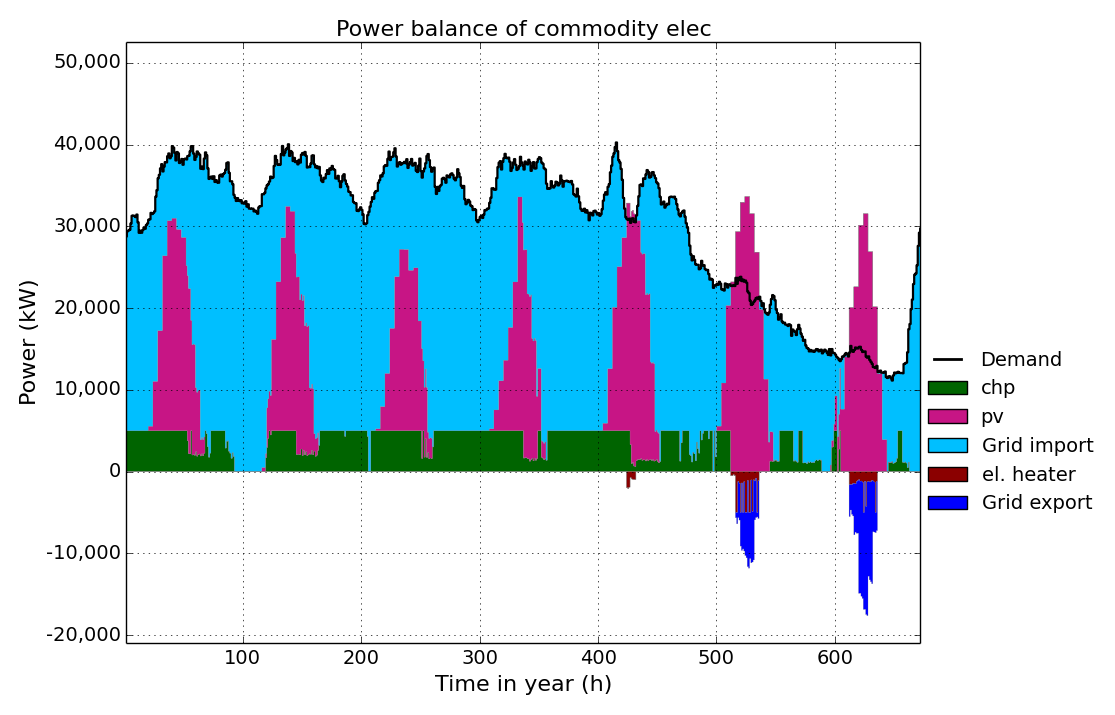 Power balance of commodity elec
50,000
40,000
30,000
20,000
10,000
0
-10,000
-20,000
Power (kW)
100 200 300 400 500 600
Time in year (h)
Demand
chp
pv
Grid import
el. heater
Grid export